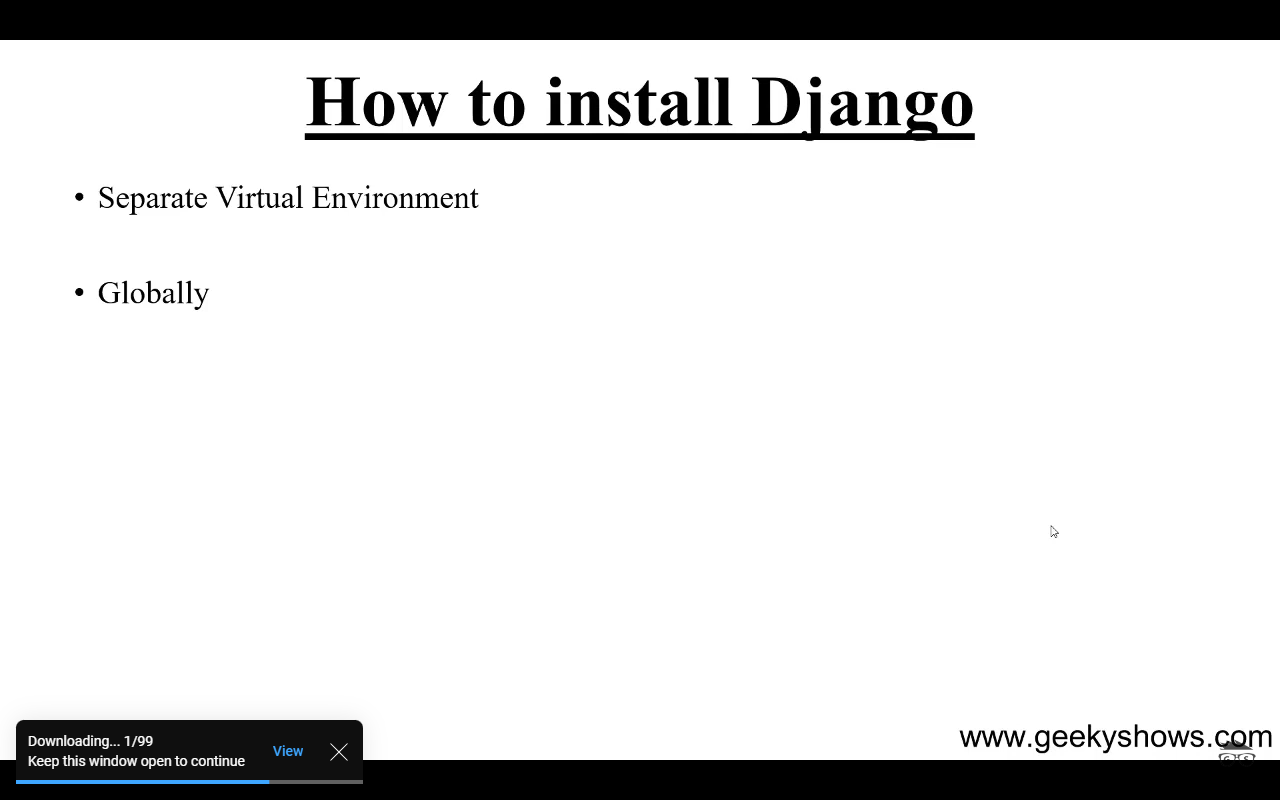 How to install Django
• Separate Virtual Environment
• Globally
Downloading... 1/99
Keep this window open to continue
View
www.geekyshows.com